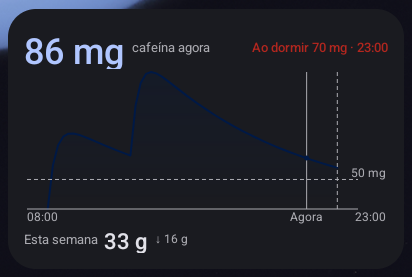 86 mg cafeína agora Ao dormir 70 mg · 23:00
50 mg
08:00 Agora 23:00
Esta semana 33 g ↓ 16 g